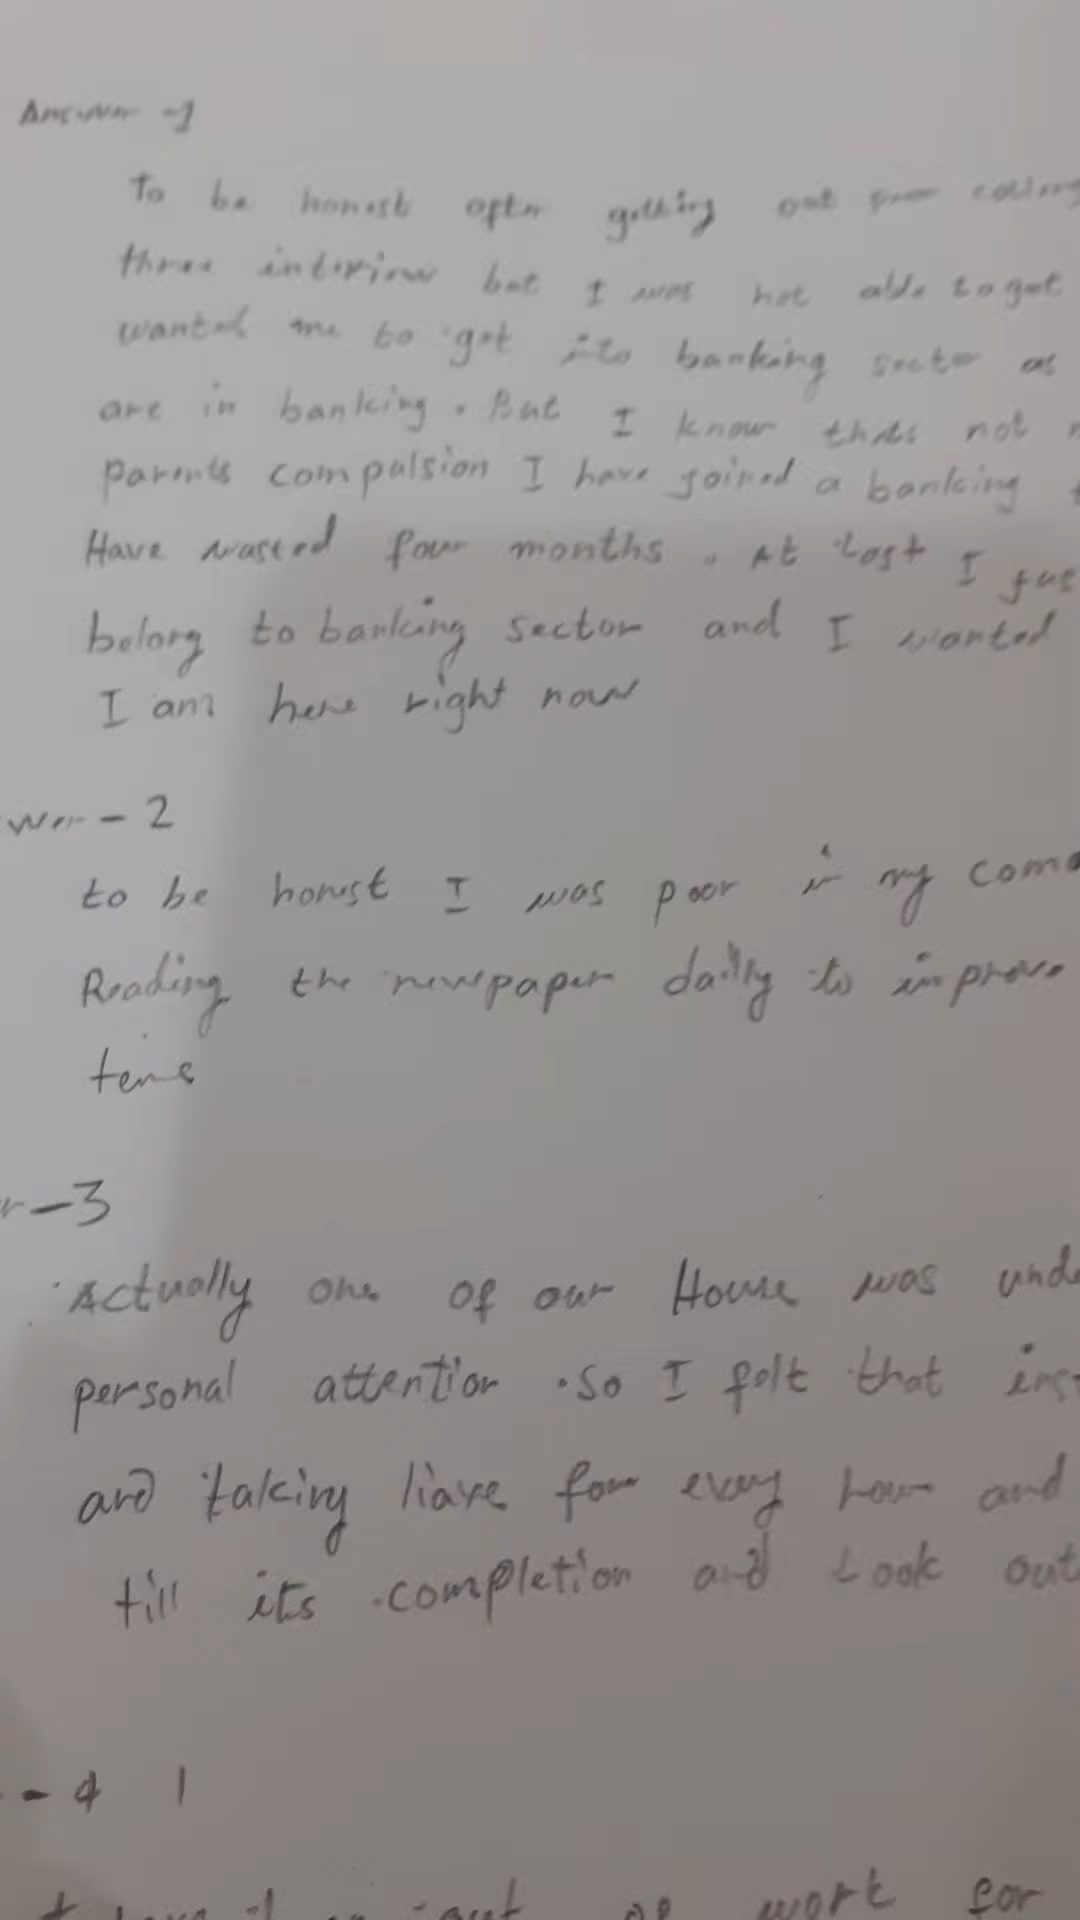 Answer -1
To be honest after getting out from
three interview but I was not able to get
wanted me to get into banking sector as
are in banking. But I know thats not
parents compulsion I have joined a banking
Have wasted four months. At last I
belong to banking sector and I wanted
I am here right now
- 2
to be honest I was poor in my
Reading the newspaper daily to improve
- 3
Actually one of our House was
personal attention . So I felt that
and taking for every hour and
till its completion and Look out
- 4 1
work for